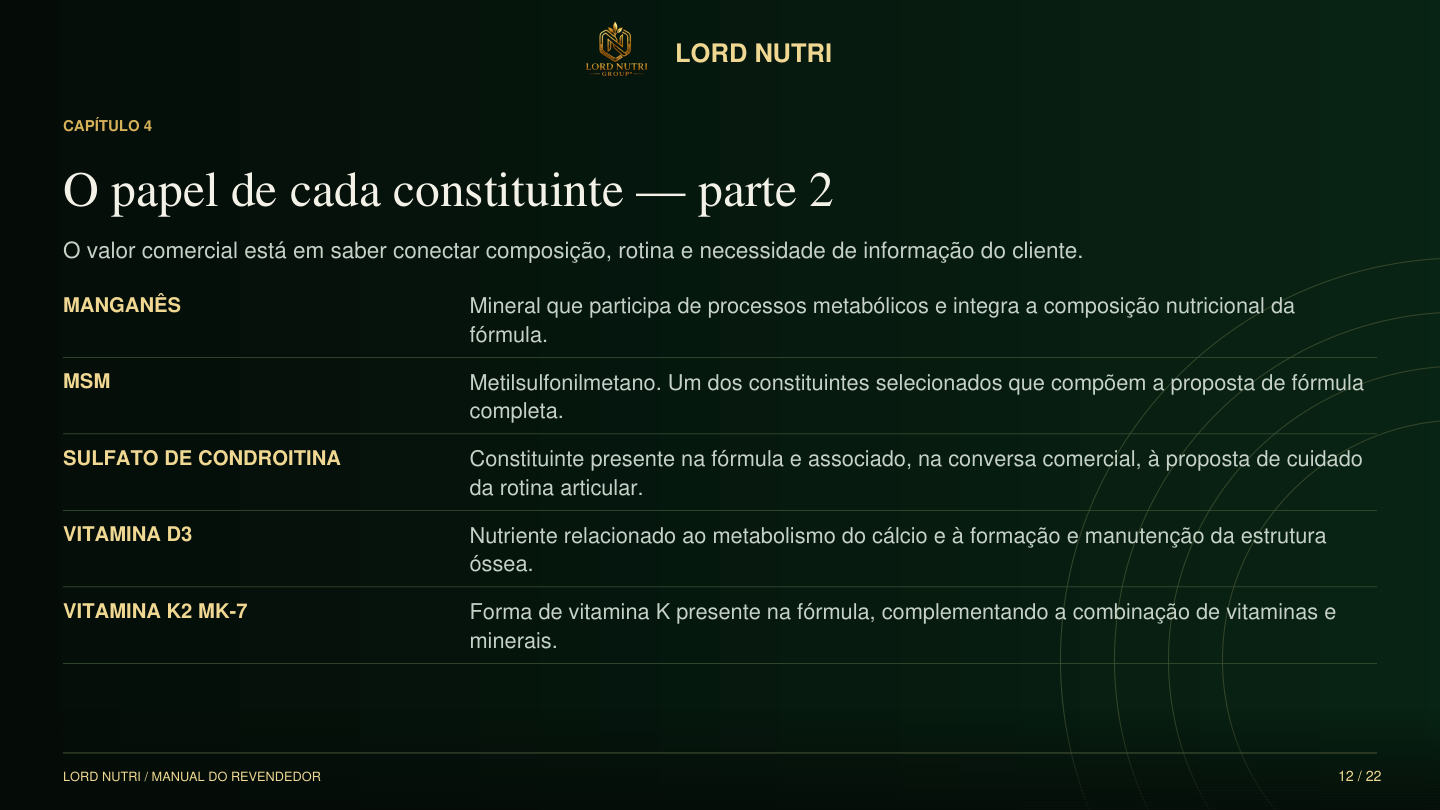 LORD NUTRI
GROUP
LORD NUTRI
CAPÍTULO 4
O papel de cada constituinte — parte 2
O valor comercial está em saber conectar composição, rotina e necessidade de informação do cliente.
MANGANÊS
Mineral que participa de processos metabólicos e integra a composição nutricional da
fórmula.
MSM
Metilsulfonilmetano. Um dos constituintes selecionados que compõem a proposta de fórmula
completa.
SULFATO DE CONDROITINA
Constituinte presente na fórmula e associado, na conversa comercial, à proposta de cuidado
da rotina articular.
VITAMINA D3
Nutriente relacionado ao metabolismo do cálcio e à formação e manutenção da estrutura
óssea.
VITAMINA K2 MK-7
Forma de vitamina K presente na fórmula, complementando a combinação de vitaminas e
minerais.
LORD NUTRI / MANUAL DO REVENDEDOR
12 / 22